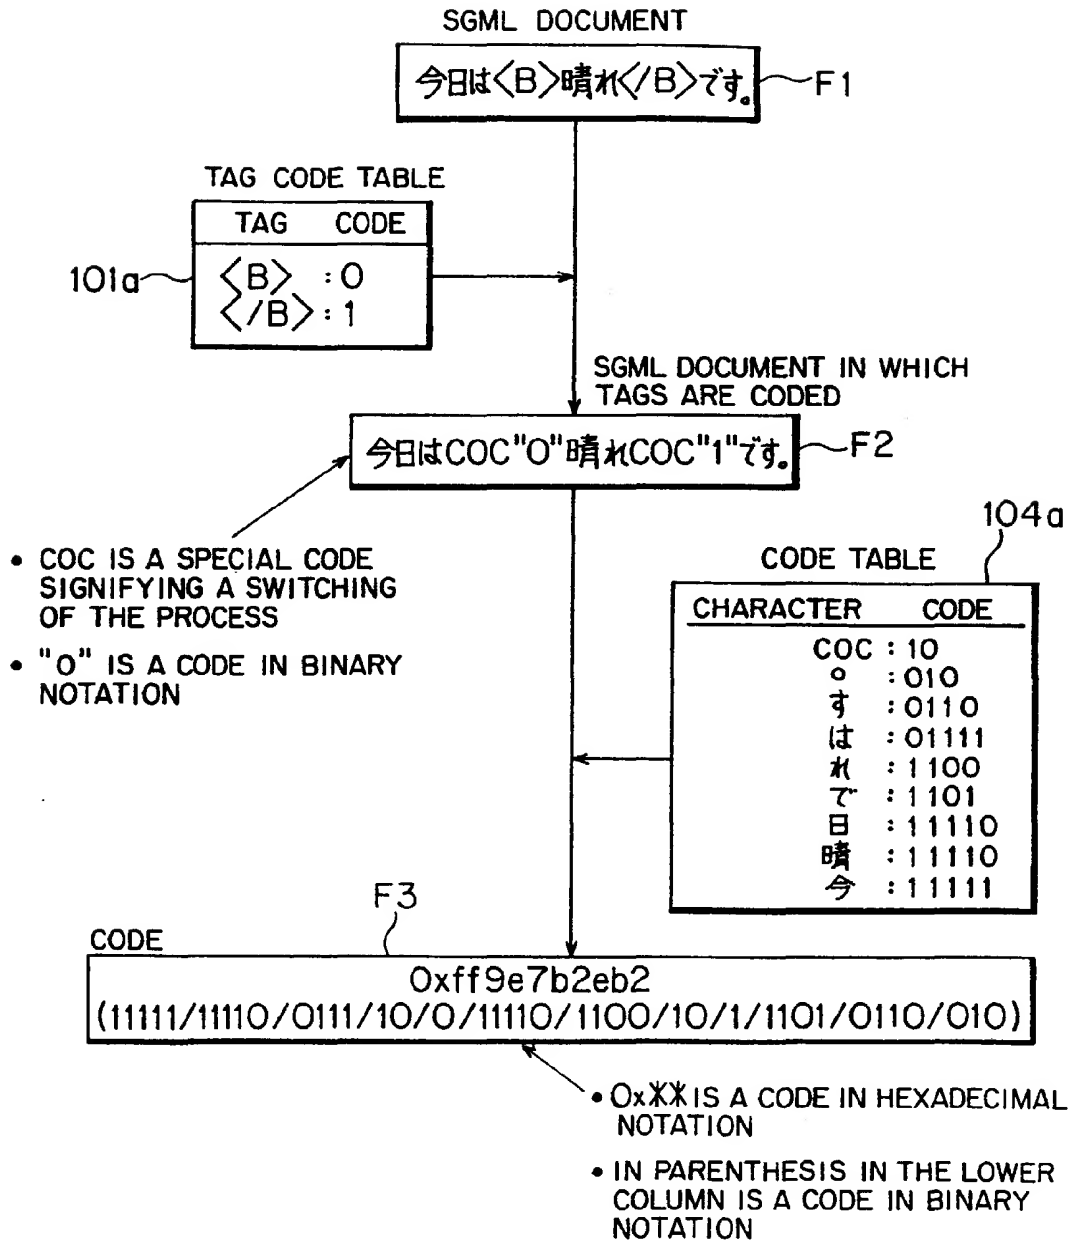 SGML DOCUMENT
今日は<B>晴れ</B>です。
F1
TAG CODE TABLE
TAG CODE
<B> :0
</B>:1
101a
SGML DOCUMENT IN WHICH
TAGS ARE CODED
今日はCOC"0"晴れCOC"1"です。
F2
• COC IS A SPECIAL CODE
SIGNIFYING A SWITCHING
OF THE PROCESS
• "0" IS A CODE IN BINARY
NOTATION
104a
CODE TABLE
CHARACTER CODE
COC : 10
。 :010
す :0110
は :01111
れ :1100
で :1101
日 :11110
晴 :11110
今 :11111
F3
CODE
0xff9e7b2eb2
(11111/11110/0111/10/0/11110/1100/10/1/1101/0110/010)
• 0x** IS A CODE IN HEXADECIMAL
NOTATION
• IN PARENTHESIS IN THE LOWER
COLUMN IS A CODE IN BINARY
NOTATION